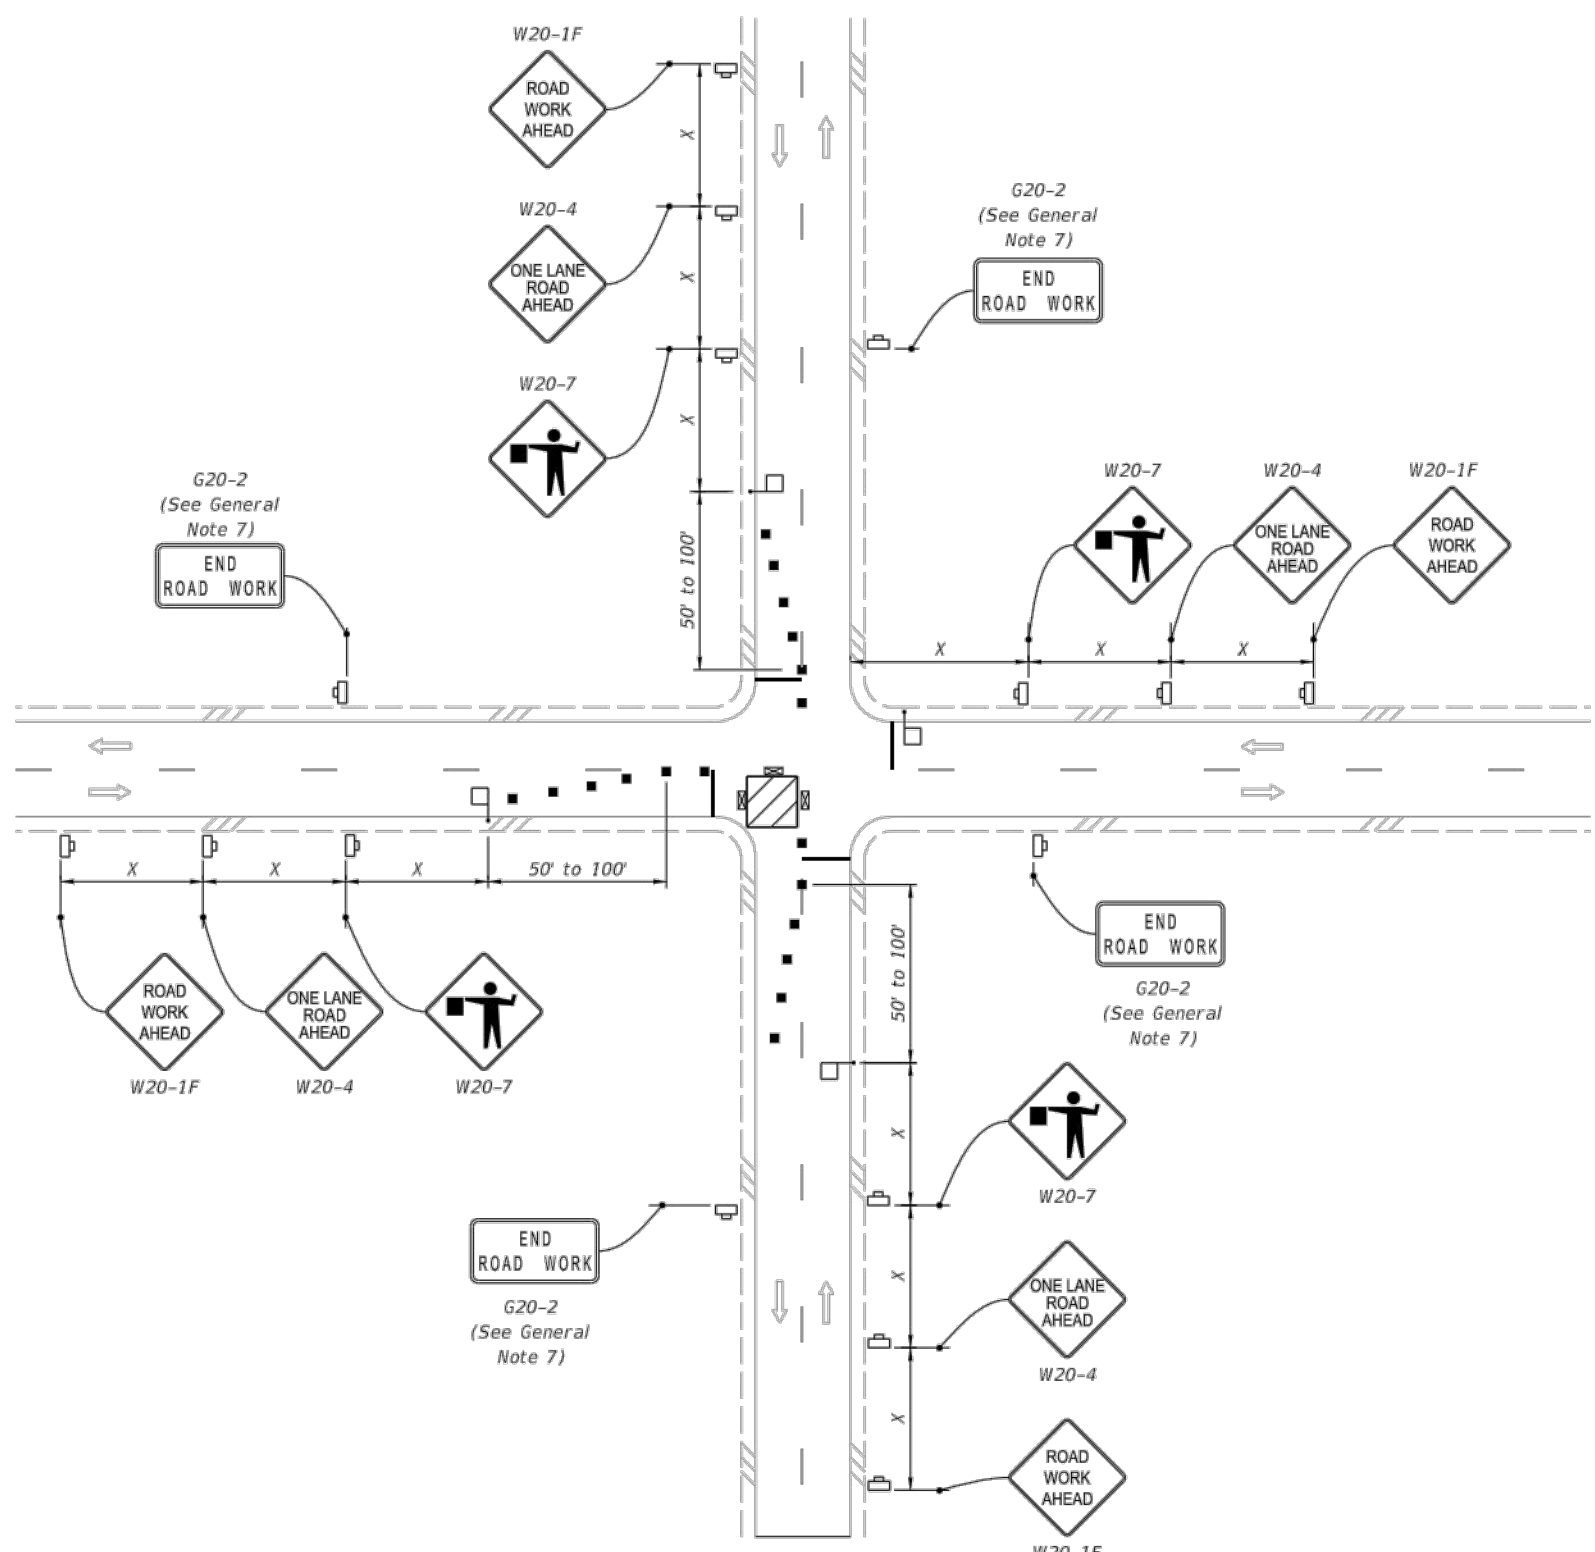 W20-1F
ROAD
WORK
AHEAD
X
W20-4
ONE LANE
ROAD
AHEAD
X
W20-7
X
50' to 100'
G20-2
(See General
Note 7)
END
ROAD WORK
G20-2
(See General
Note 7)
END
ROAD WORK
W20-7
W20-4
ONE LANE
ROAD
AHEAD
W20-1F
ROAD
WORK
AHEAD
X
X
X
X
X
X
50' to 100'
ROAD
WORK
AHEAD
W20-1F
ONE LANE
ROAD
AHEAD
W20-4
W20-7
50' to 100'
END
ROAD WORK
G20-2
(See General
Note 7)
X
W20-7
X
ONE LANE
ROAD
AHEAD
W20-4
X
ROAD
WORK
AHEAD
W20-1F
END
ROAD WORK
G20-2
(See General
Note 7)